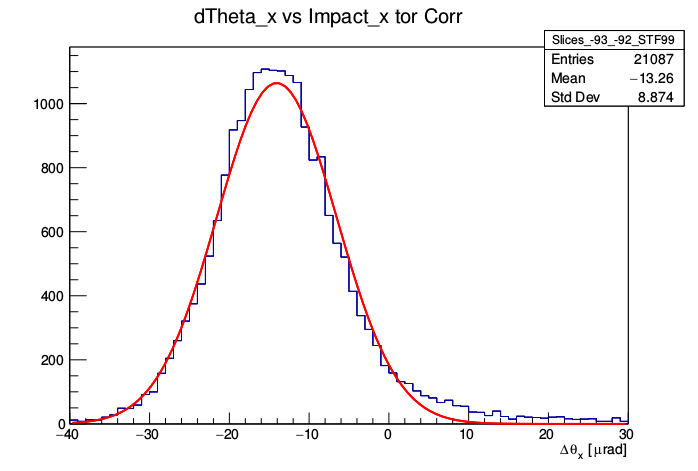 dTheta_x vs Impact_x tor Corr
Slices_-93_-92_STF99
Entries 21087
Mean −13.26
Std Dev 8.874
1000
800
600
400
200
0
−40 −30 −20 −10 0 10 20 30
Δθx [μrad]